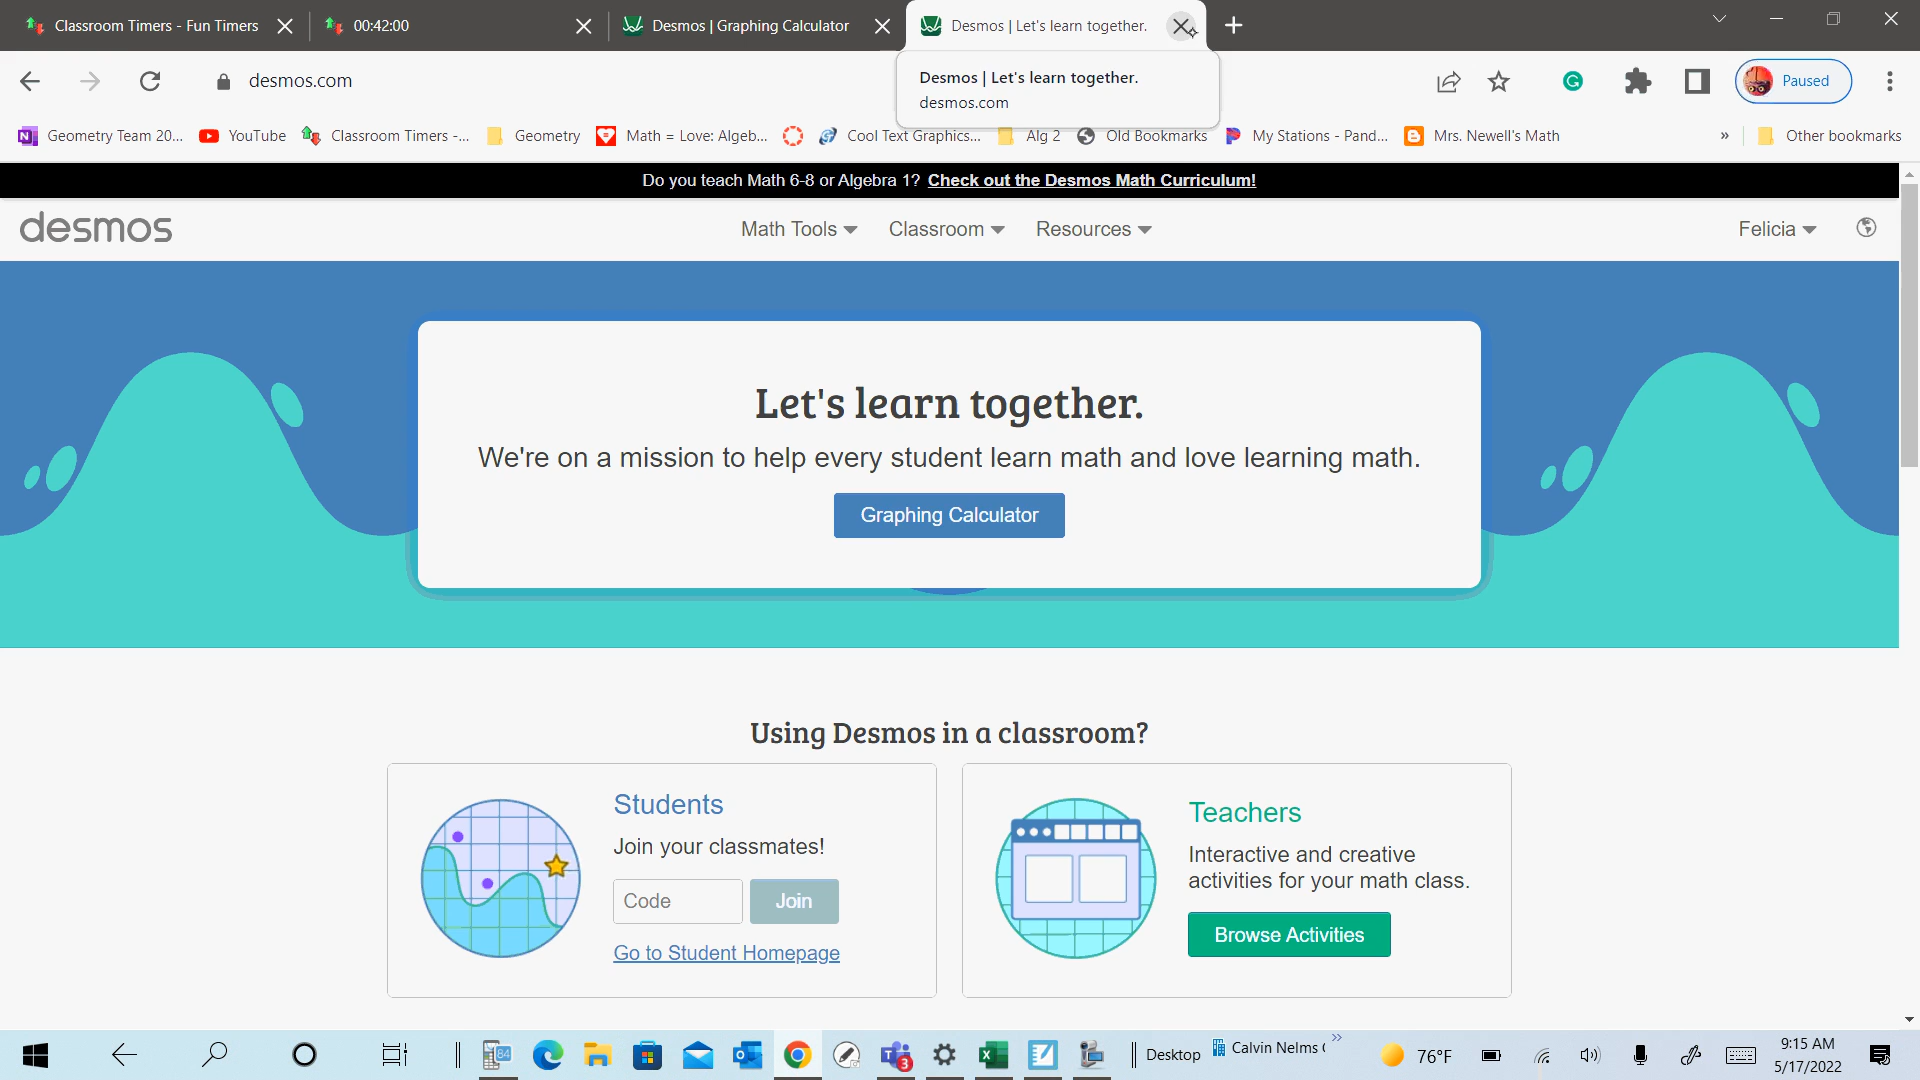 Classroom Timers - Fun Timers
00:42:00
Desmos | Graphing Calculator
Desmos | Let's learn together.
desmos.com
Desmos | Let's learn together.
desmos.com
Paused
Geometry Team 20...
YouTube
Classroom Timers -...
Geometry
Math = Love: Algeb...
Cool Text Graphics...
Alg 2
Old Bookmarks
My Stations - Pand...
Mrs. Newell's Math
»
Other bookmarks
Do you teach Math 6-8 or Algebra 1? Check out the Desmos Math Curriculum!
desmos
Math Tools
Classroom
Resources
Felicia
Let's learn together.
We're on a mission to help every student learn math and love learning math.
Graphing Calculator
Using Desmos in a classroom?
Students
Join your classmates!
Code
Join
Go to Student Homepage
Teachers
Interactive and creative
activities for your math class.
Browse Activities
84
3
Desktop
Calvin Nelms (
»
76°F
9:15 AM
5/17/2022